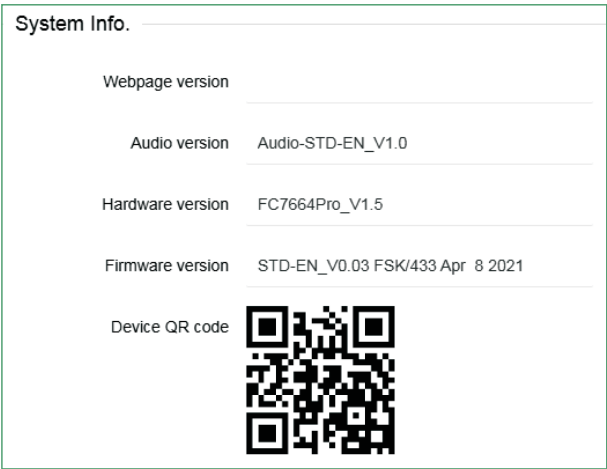 System Info.
Webpage version
Audio version Audio-STD-EN_V1.0
Hardware version FC7664Pro_V1.5
Firmware version STD-EN_V0.03 FSK/433 Apr  8 2021
Device QR code